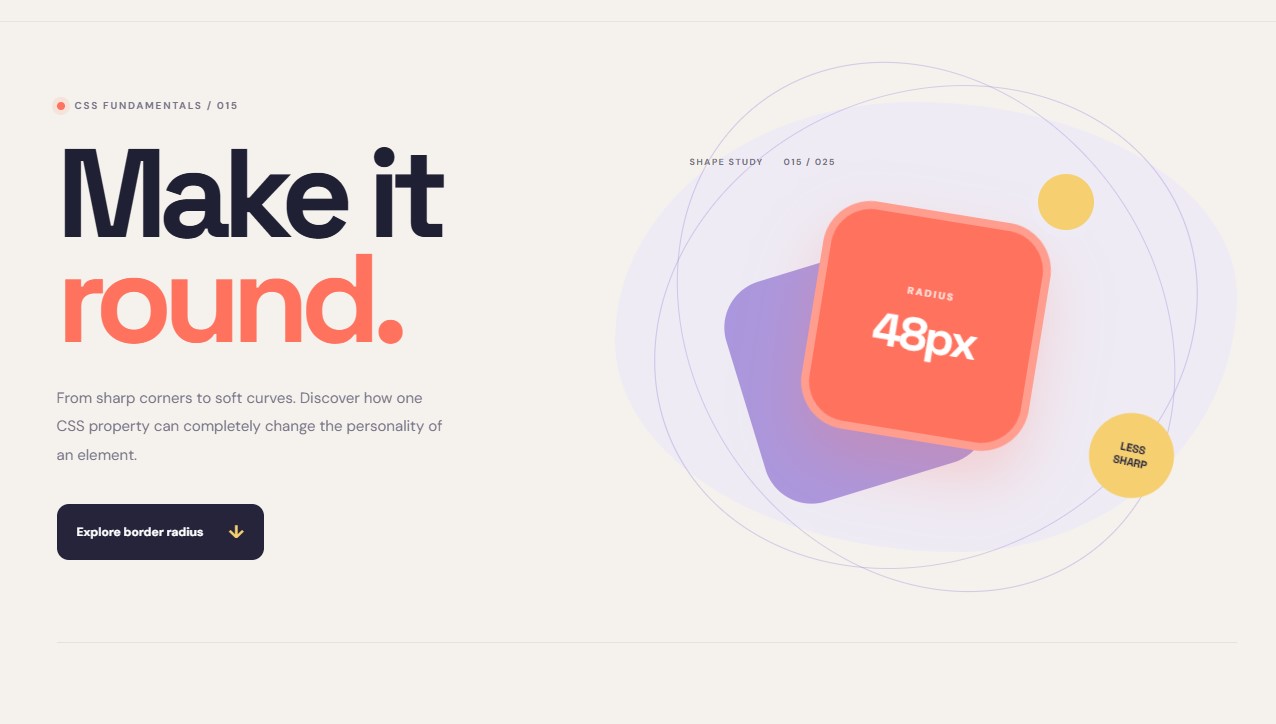 CSS FUNDAMENTALS / 015
Make it
round.
From sharp corners to soft curves. Discover how one
CSS property can completely change the personality of
an element.
Explore border radius
SHAPE STUDY 015 / 025
RADIUS
48px
LESS
SHARP